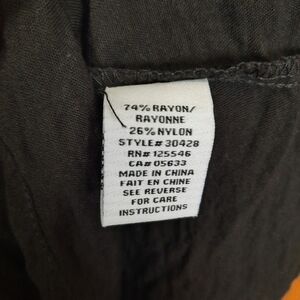 74% RAYON/
RAYONNE
26% NYLON
STYLE# 30428
RN# 125546
CA# 05633
MADE IN CHINA
FAIT EN CHINE
SEE REVERSE
FOR CARE
INSTRUCTIONS